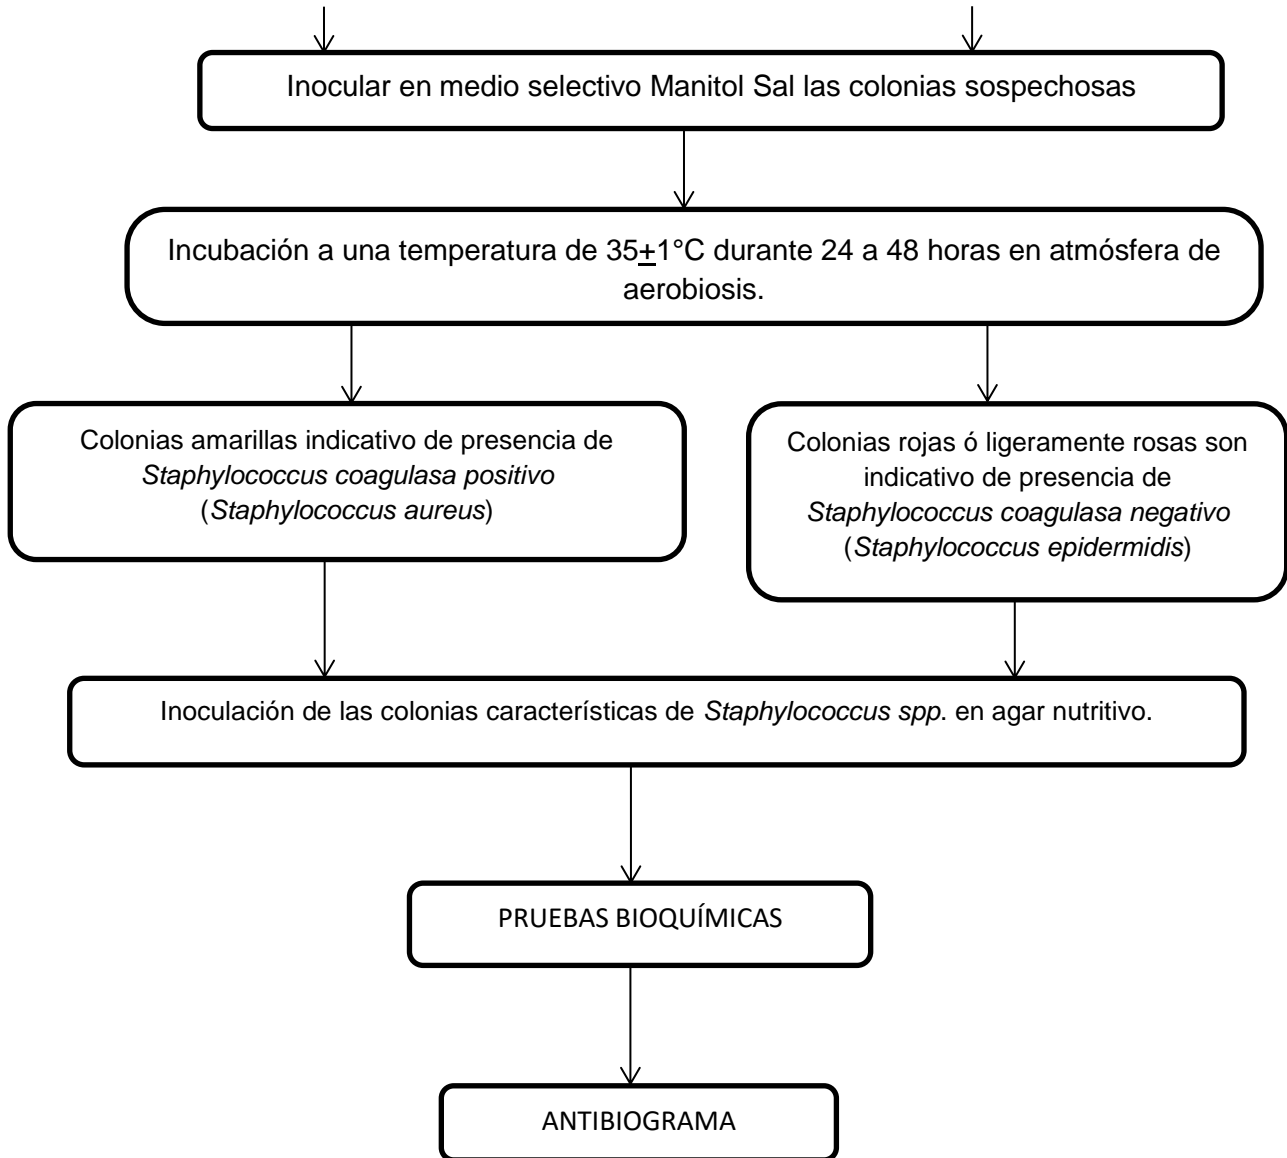 Inocular en medio selectivo Manitol Sal las colonias sospechosas
Incubación a una temperatura de 35±1°C durante 24 a 48 horas en atmósfera de
aerobiosis.
Colonias amarillas indicativo de presencia de
Staphylococcus coagulasa positivo
(Staphylococcus aureus)
Colonias rojas ó ligeramente rosas son
indicativo de presencia de
Staphylococcus coagulasa negativo
(Staphylococcus epidermidis)
Inoculación de las colonias características de Staphylococcus spp. en agar nutritivo.
PRUEBAS BIOQUÍMICAS
ANTIBIOGRAMA